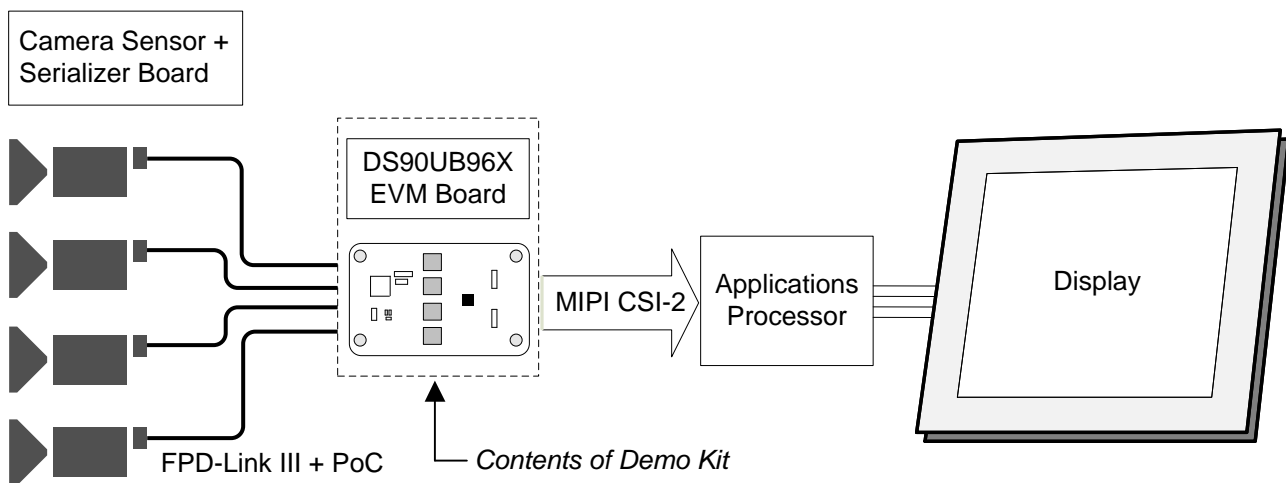 Camera Sensor +
Serializer Board
DS90UB96X
EVM Board
MIPI CSI-2
Applications
Processor
Display
FPD-Link III + PoC
Contents of Demo Kit